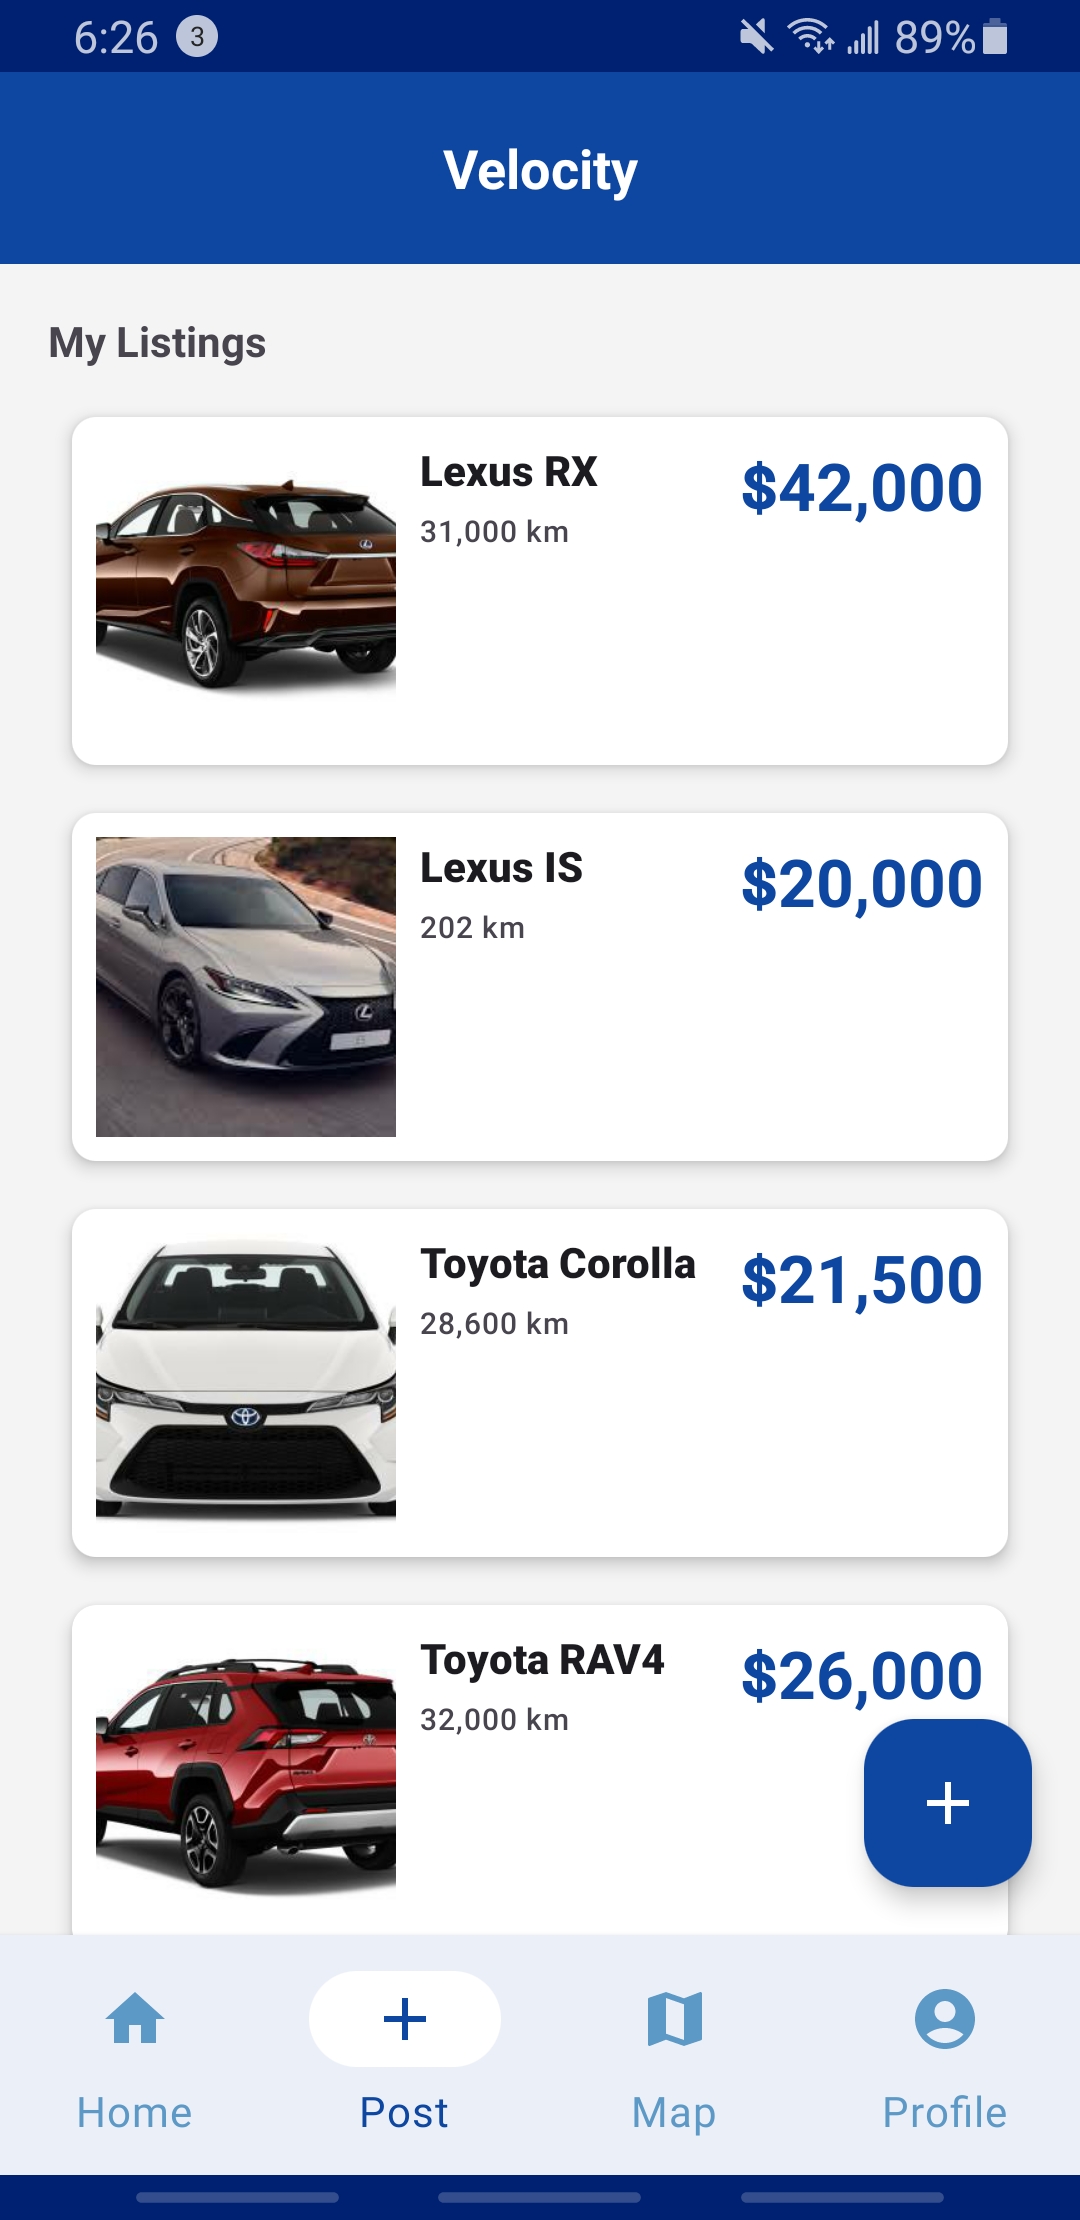 6:26 3 89%
Velocity
My Listings
Lexus RX $42,000
31,000 km
Lexus IS $20,000
202 km
Toyota Corolla $21,500
28,600 km
Toyota RAV4 $26,000
32,000 km
Home Post Map Profile